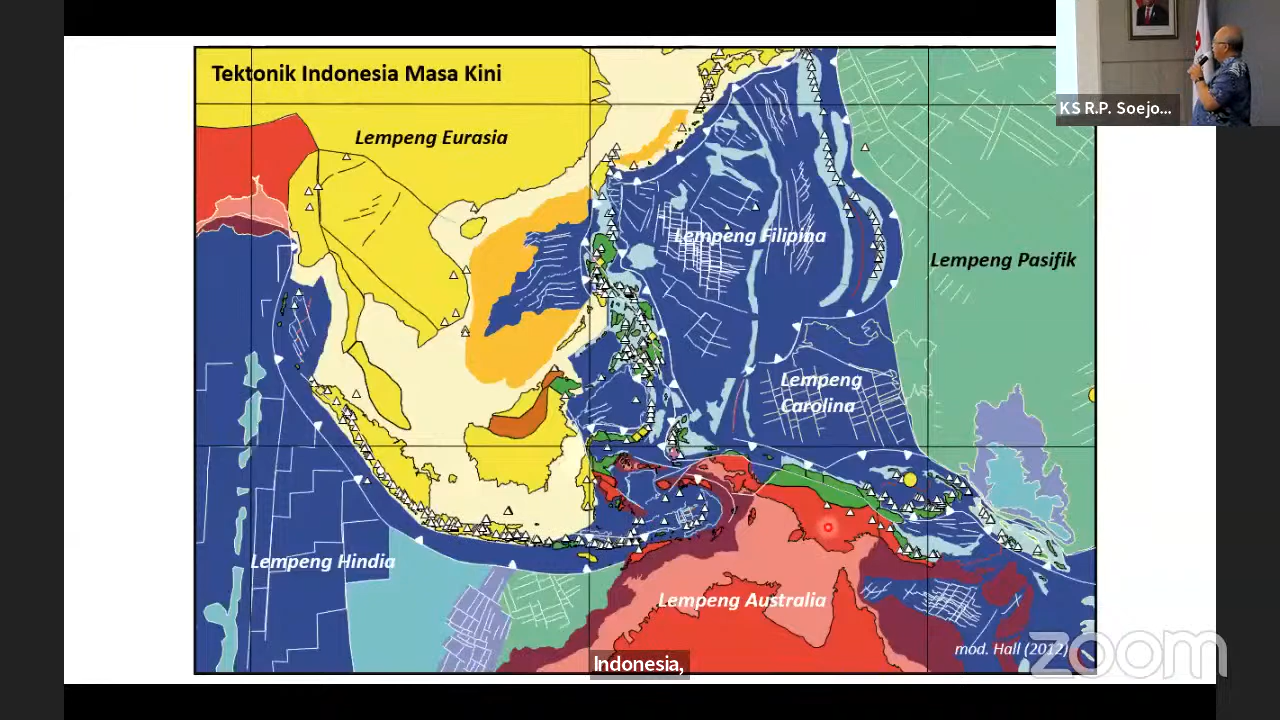 Tektonik Indonesia Masa Kini
Lempeng Eurasia
KS R.P. Soejo...
Lempeng Filipina
Lempeng Pasifik
Lempeng
Carolina
Lempeng Hindia
Lempeng Australia
mod. Hall (2012)
zoom
Indonesia,